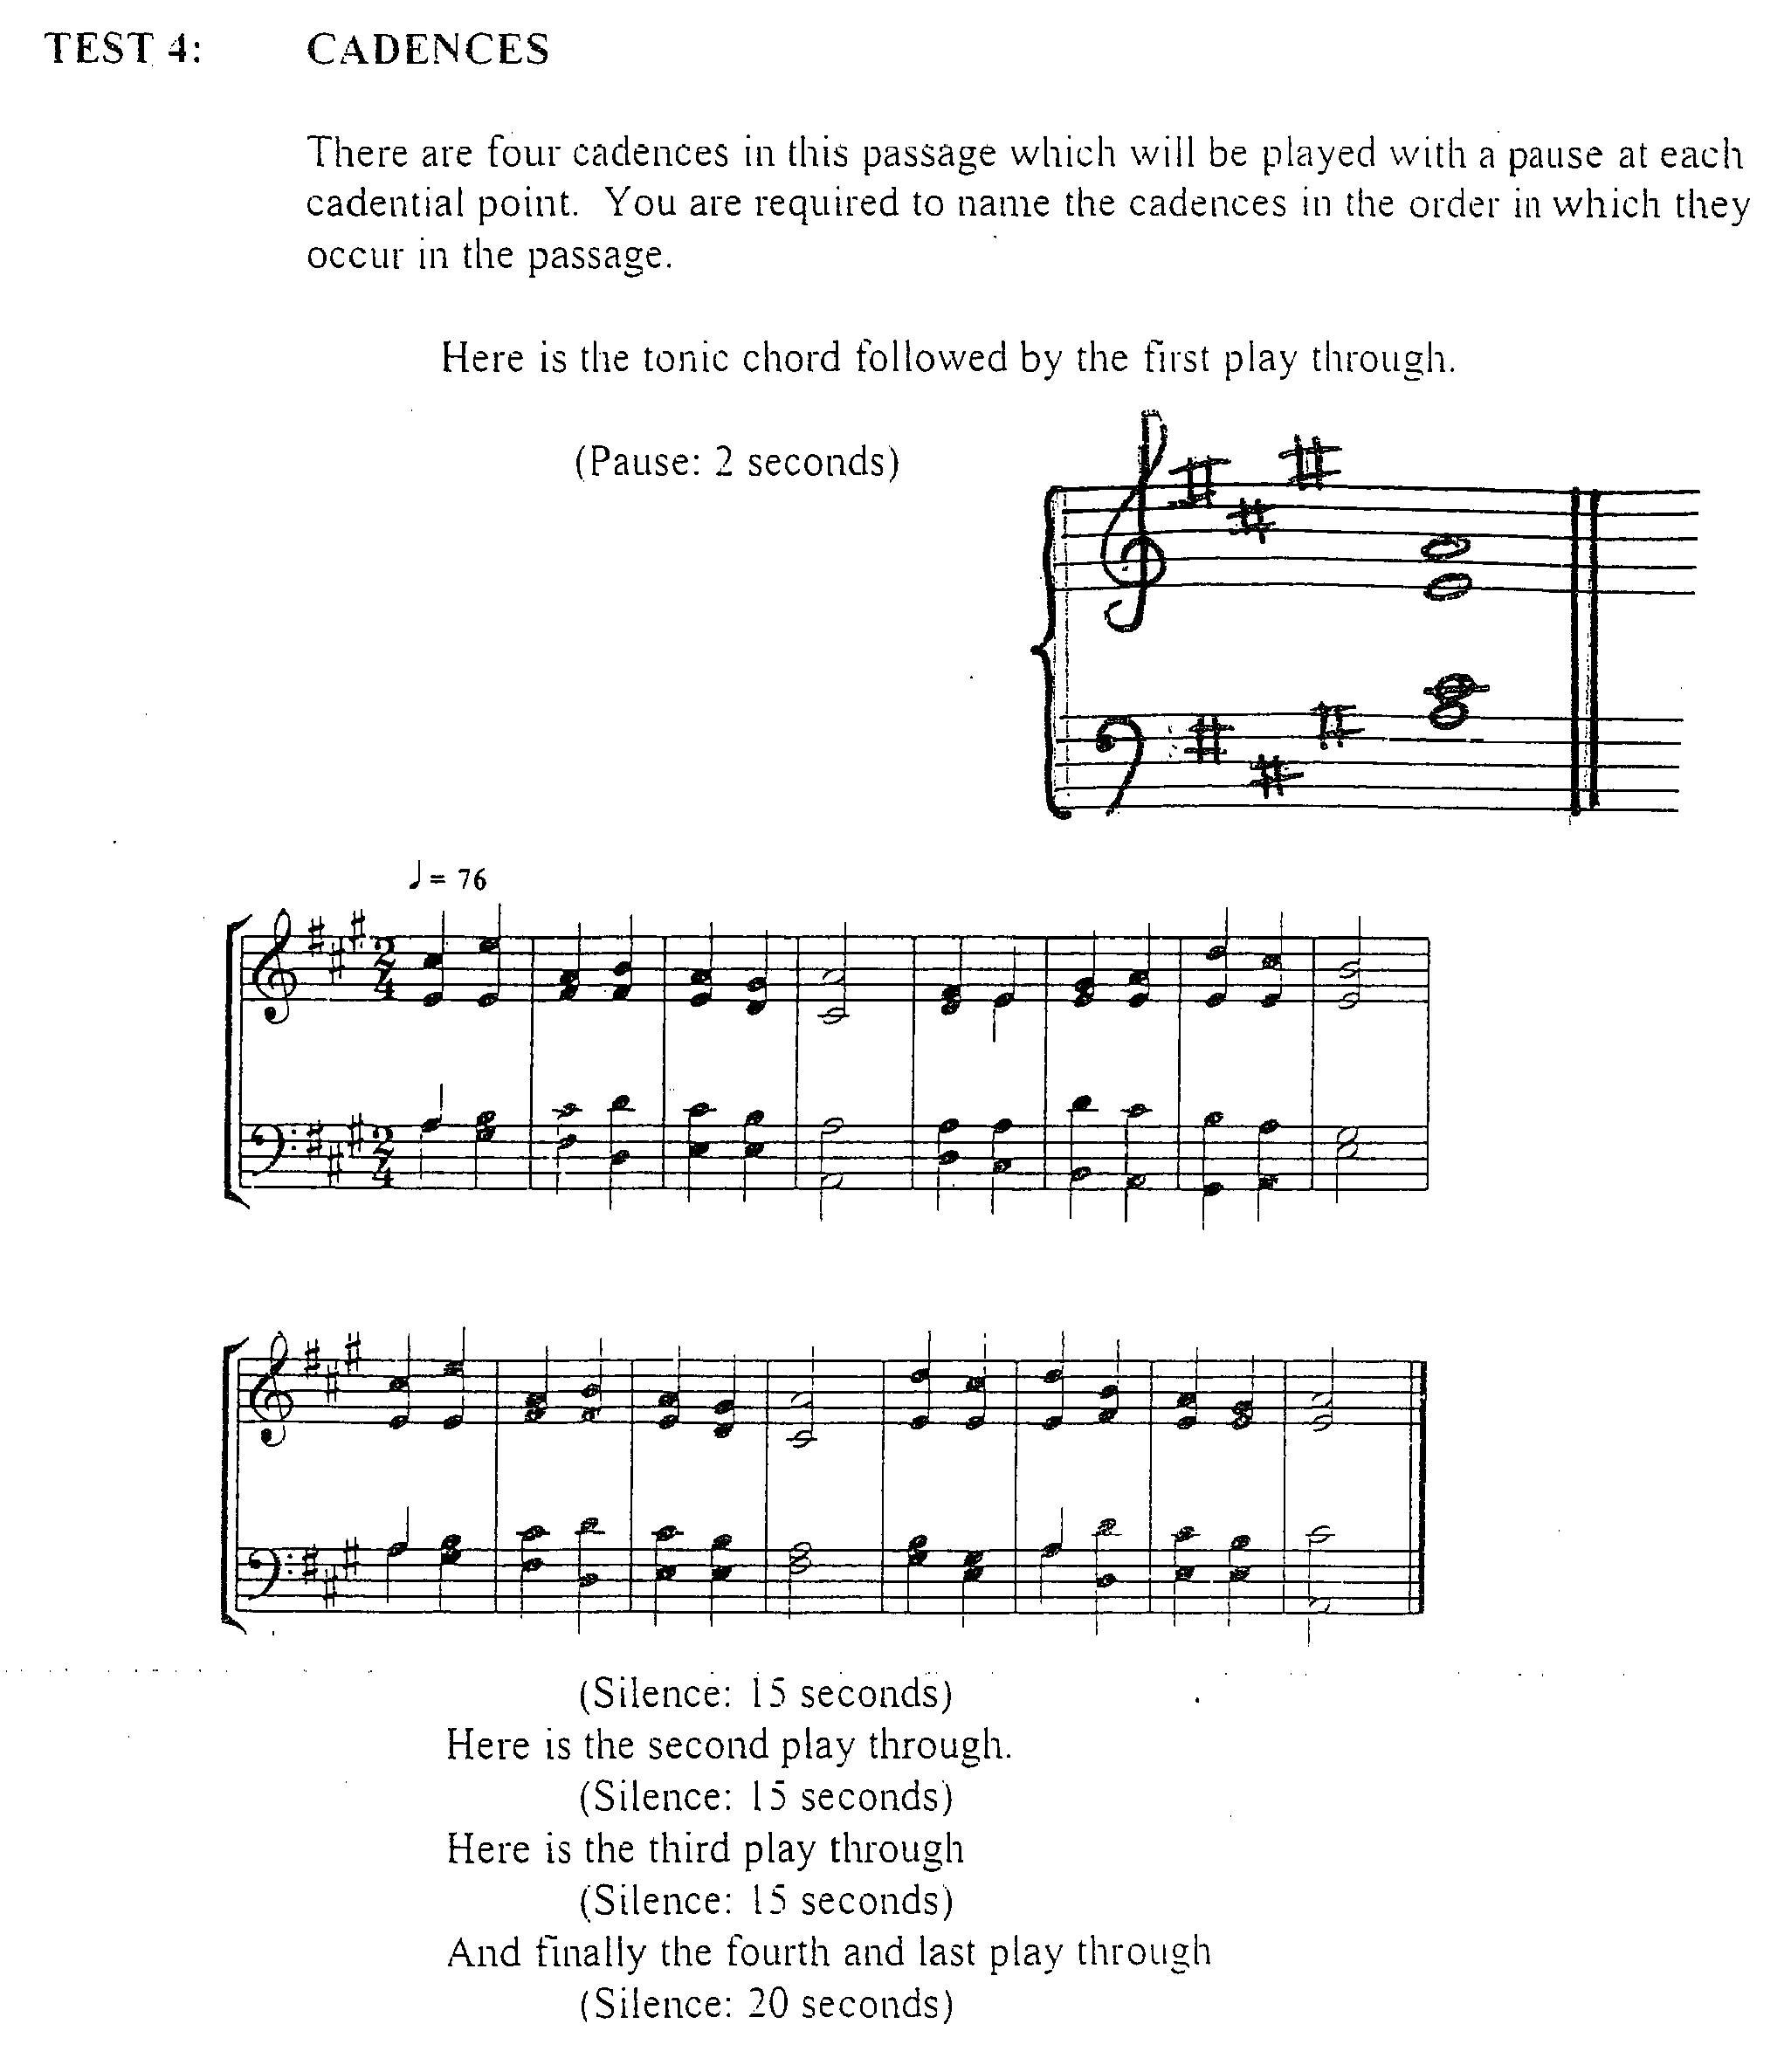 TEST 4: CADENCES
There are four cadences in this passage which will be played with a pause at each
cadential point. You are required to name the cadences in the order in which they
occur in the passage.
Here is the tonic chord followed by the first play through.
(Pause: 2 seconds)
♩ = 76
2
4
2
4
(Silence: 15 seconds)
Here is the second play through.
(Silence: 15 seconds)
Here is the third play through
(Silence: 15 seconds)
And finally the fourth and last play through
(Silence: 20 seconds)